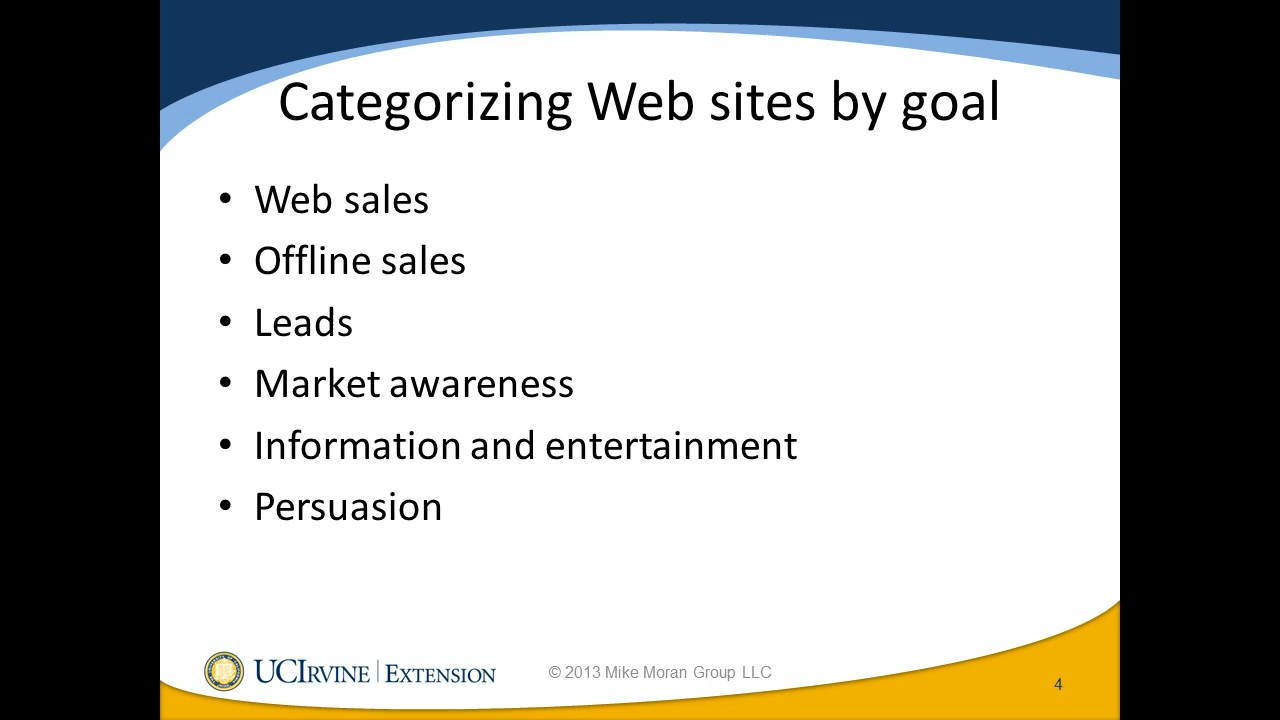 Categorizing Web sites by goal
• Web sales
• Offline sales
• Leads
• Market awareness
• Information and entertainment
• Persuasion
UCIRVINE | EXTENSION
© 2013 Mike Moran Group LLC
4